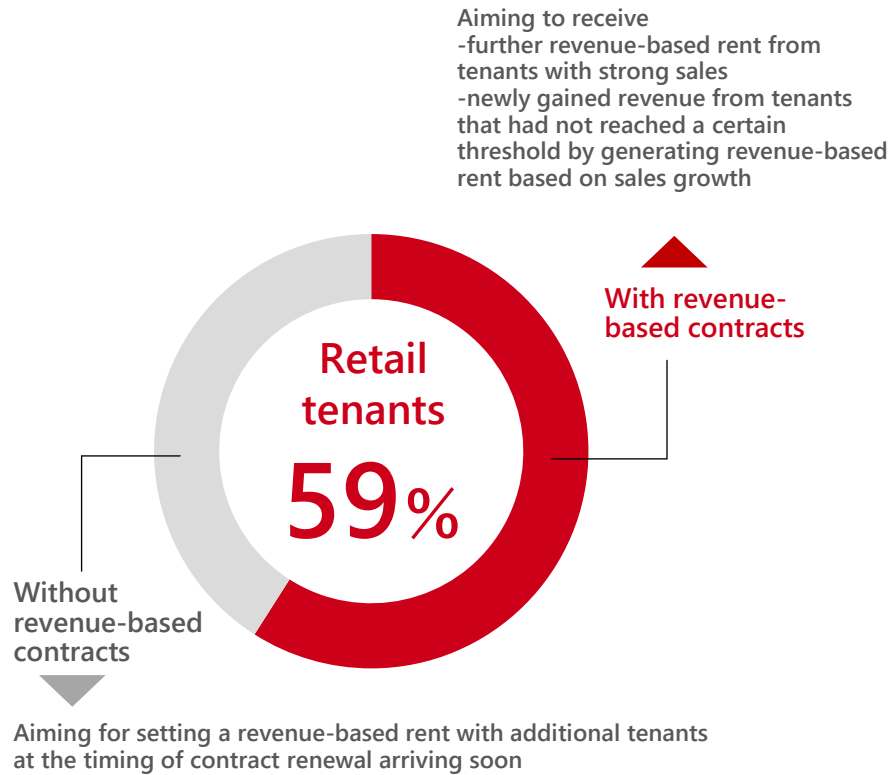 Aiming to receive
-further revenue-based rent from
tenants with strong sales
-newly gained revenue from tenants
that had not reached a certain
threshold by generating revenue-based
rent based on sales growth
With revenue-
based contracts
Retail
tenants
59%
Without
revenue-based
contracts
Aiming for setting a revenue-based rent with additional tenants
at the timing of contract renewal arriving soon